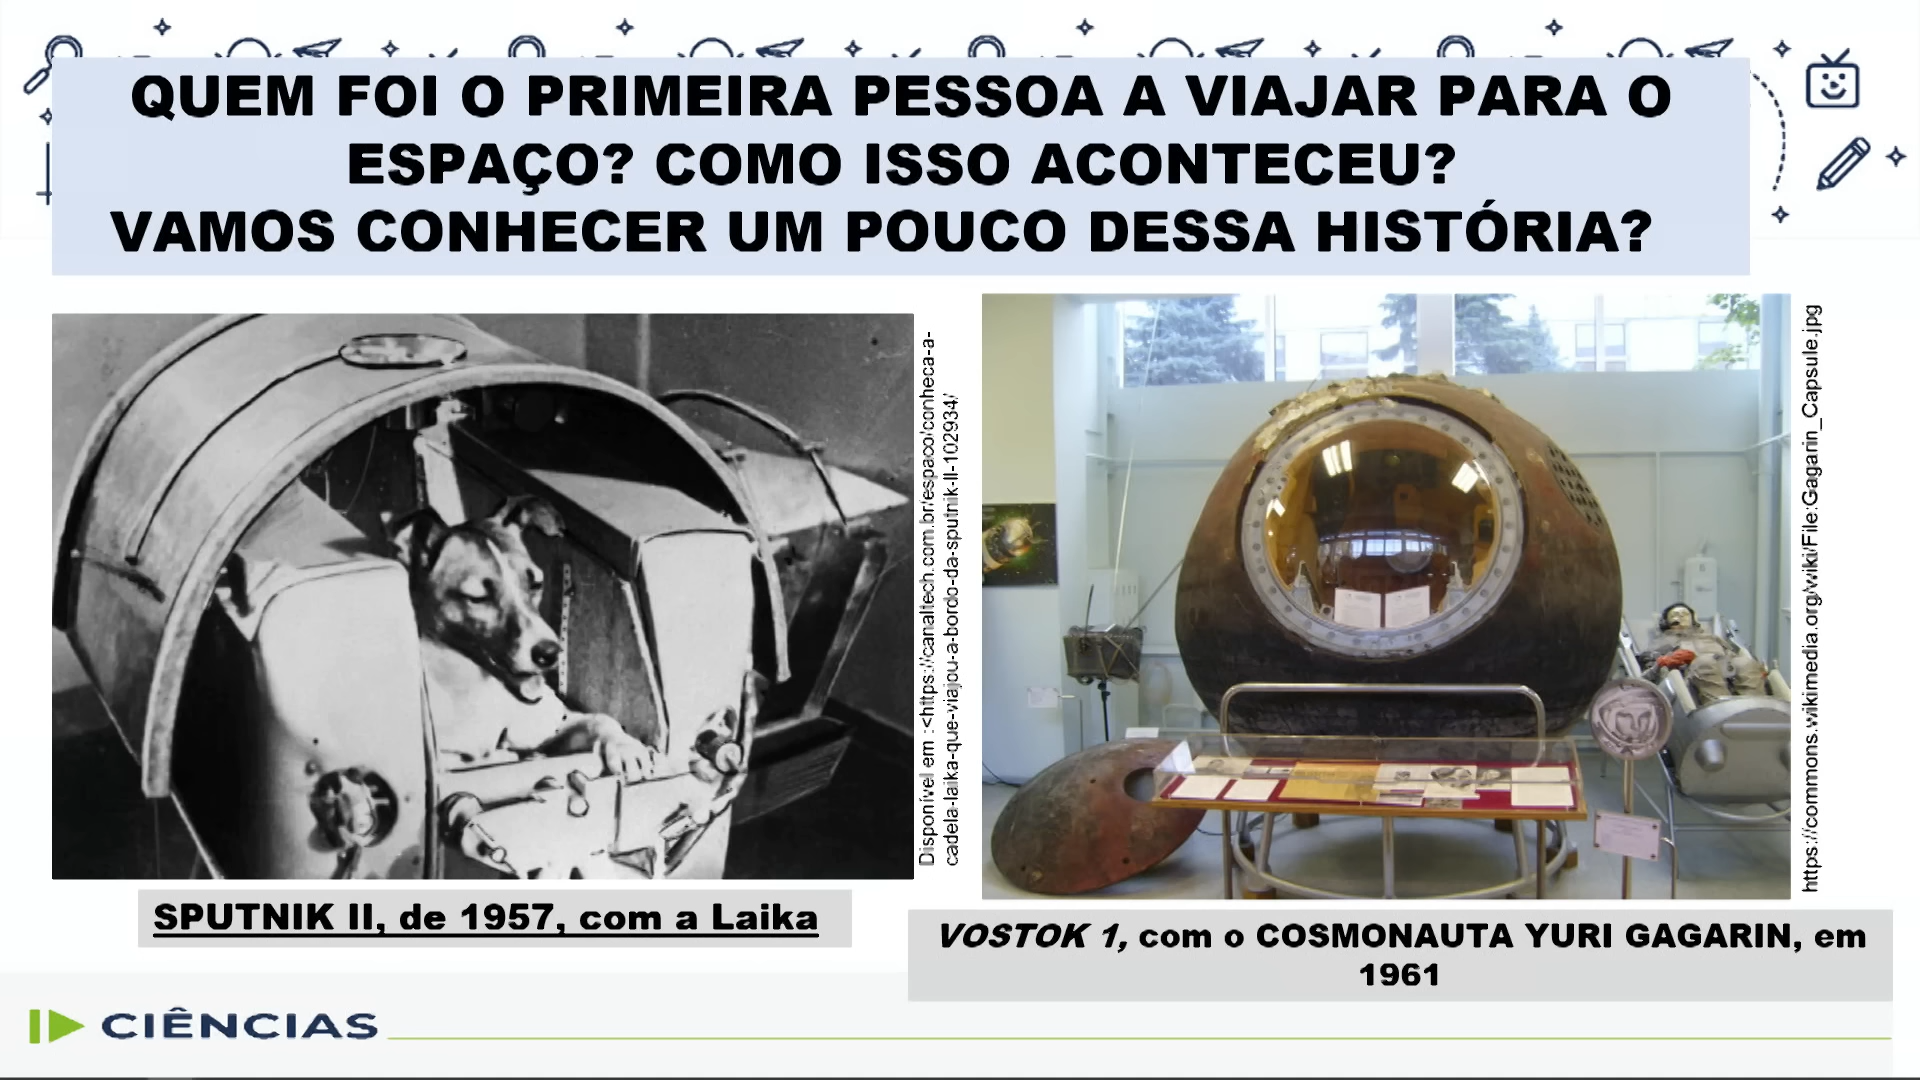 QUEM FOI O PRIMEIRA PESSOA A VIAJAR PARA O
ESPAÇO? COMO ISSO ACONTECEU?
VAMOS CONHECER UM POUCO DESSA HISTÓRIA?
Disponível em :<https://canaltech.com.br/espaco/conheca-a-
cadela-laika-que-viajou-a-bordo-da-sputnik-II-102934/
https://commons.wikimedia.org/wiki/File:Gagarin_Capsule.jpg
SPUTNIK II, de 1957, com a Laika
VOSTOK 1, com o COSMONAUTA YURI GAGARIN, em
1961
CIÊNCIAS